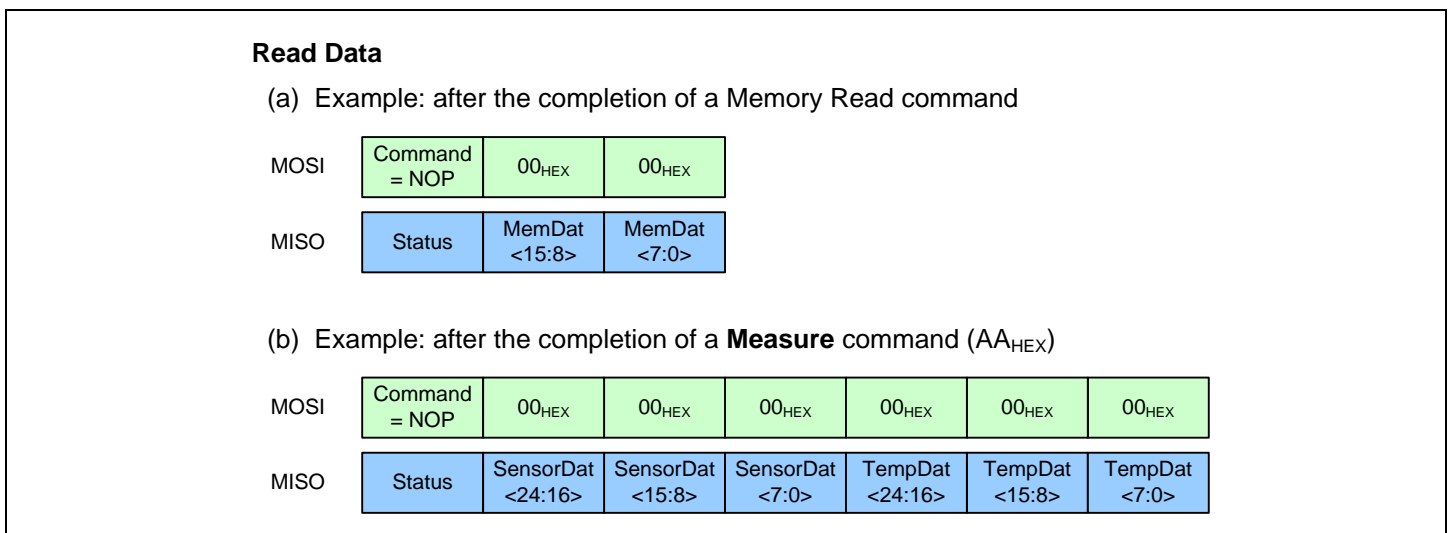 Read Data
(a) Example: after the completion of a Memory Read command
MOSI Command = NOP 00HEX 00HEX
MISO Status MemDat <15:8> MemDat <7:0>
(b) Example: after the completion of a Measure command (AAHEX)
MOSI Command = NOP 00HEX 00HEX 00HEX 00HEX 00HEX 00HEX
MISO Status SensorDat <24:16> SensorDat <15:8> SensorDat <7:0> TempDat <24:16> TempDat <15:8> TempDat <7:0>